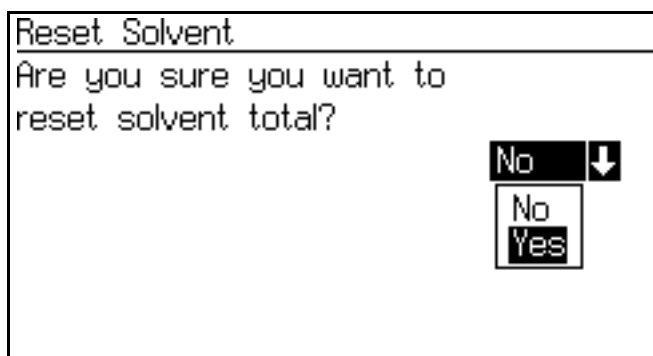 Reset Solvent
Are you sure you want to
reset solvent total?
No
No
Yes